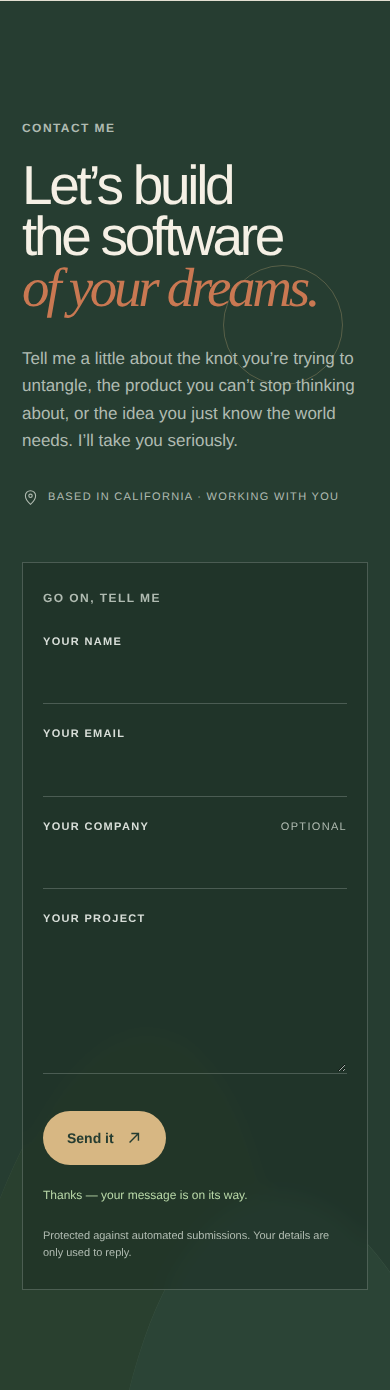 CONTACT ME
Let’s build
the software
of your dreams.
Tell me a little about the knot you’re trying to
untangle, the product you can’t stop thinking
about, or the idea you just know the world
needs. I’ll take you seriously.
BASED IN CALIFORNIA · WORKING WITH YOU
GO ON, TELL ME
YOUR NAME
YOUR EMAIL
YOUR COMPANY OPTIONAL
YOUR PROJECT
Send it
Thanks — your message is on its way.
Protected against automated submissions. Your details are
only used to reply.